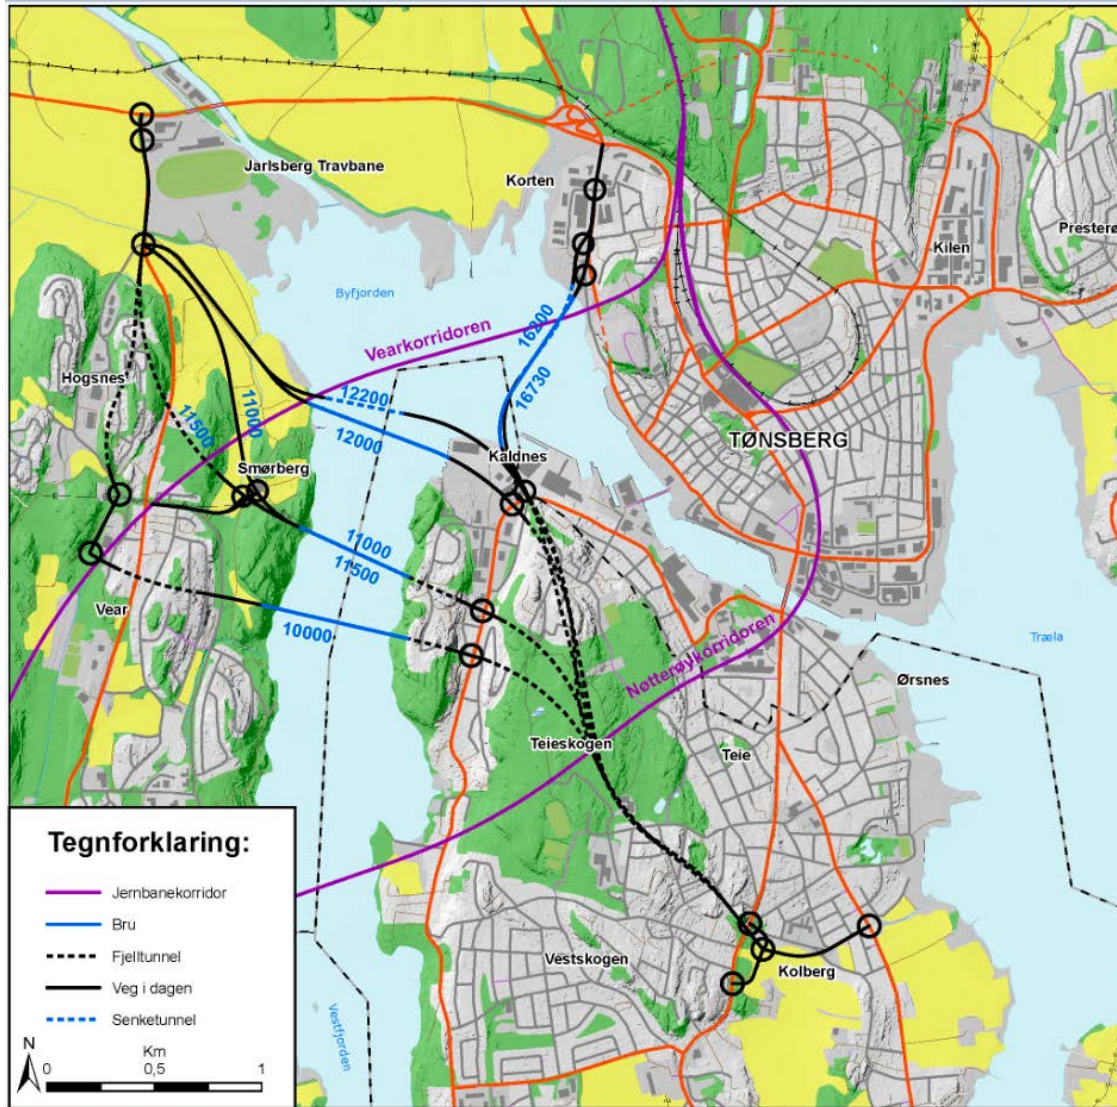 Jarlsberg Travbane
Korten
Presterø
Kilen
Byfjorden
16200
Vearkorridoren
Hogsnes
12200
16730
11000
11500
12000
TØNSBERG
Kaldnes
Smørberg
11000
11500
Vear
10000
Nøtterøykorridoren
Træla
Ørsnes
Teieskogen
Teie
Tegnforklaring:
Jernbanekorridor
Bru
Fjelltunnel
Veg i dagen
Senketunnel
Vestskogen
Kolberg
Vestfjorden
N
Km
0 0,5 1